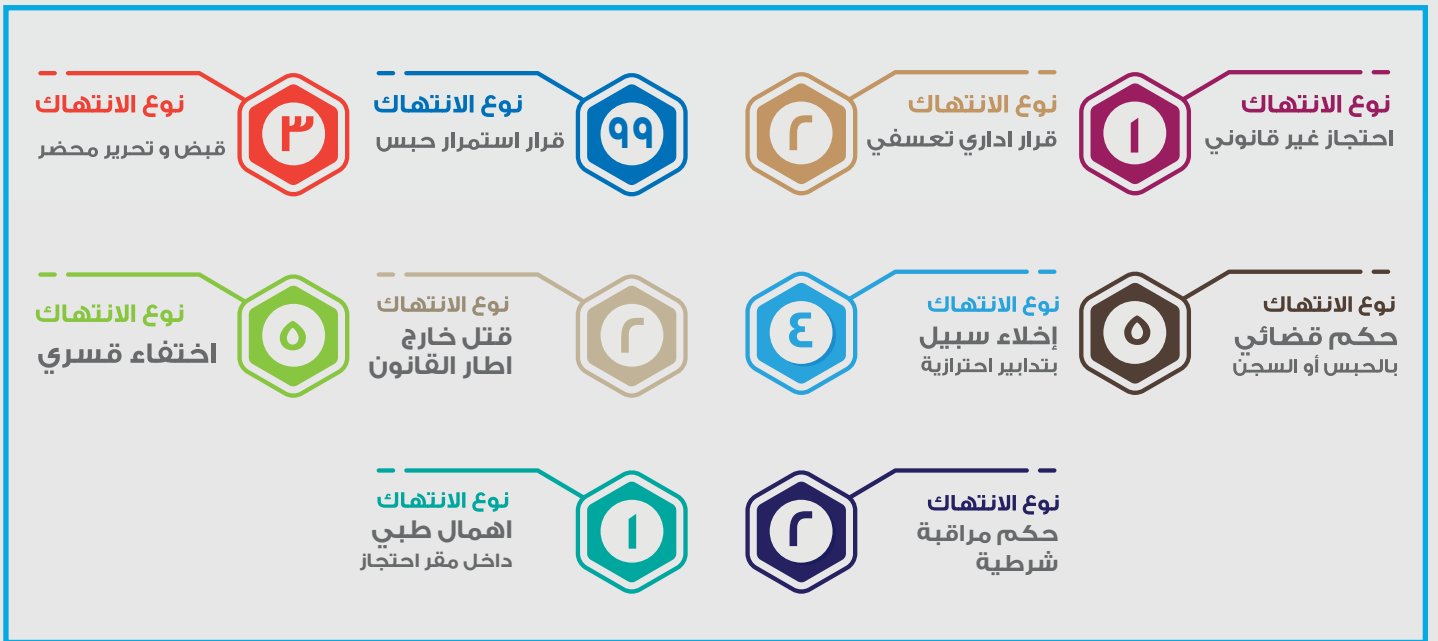 نوع الانتهاك
احتجاز غير قانوني
١
نوع الانتهاك
قرار اداري تعسفي
٢
نوع الانتهاك
قرار استمرار حبس
٩٩
نوع الانتهاك
قبض و تحرير محضر
٣
نوع الانتهاك
حكم قضائي
بالحبس أو السجن
٥
نوع الانتهاك
إخلاء سبيل
بتدابير احترازية
٤
نوع الانتهاك
قتل خارج
اطار القانون
٢
نوع الانتهاك
اختفاء قسري
٥
نوع الانتهاك
حكم مراقبة
شرطية
٢
نوع الانتهاك
اهمال طبي
داخل مقر احتجاز
١